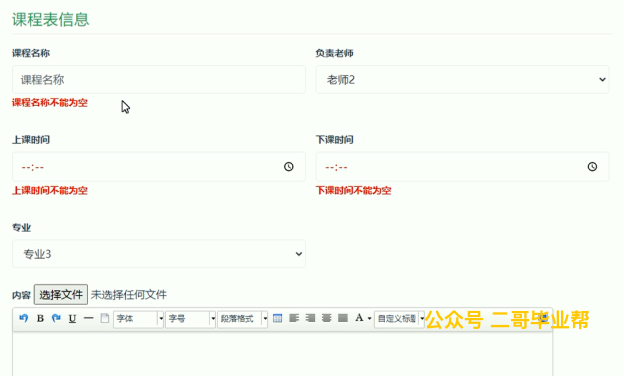 课程表信息
课程名称 负责老师
课程名称 老师2
课程名称不能为空
上课时间 下课时间
--:-- --:--
上课时间不能为空 下课时间不能为空
专业
专业3
内容 选择文件 未选择任何文件
B U 字体 字号 段落格式 A 自定义标题
公众号 二哥毕业帮